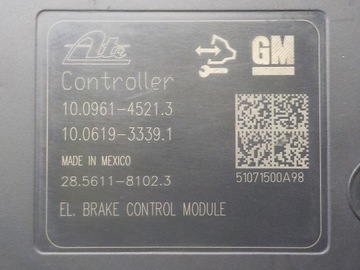 Ate
GM
Controller
10.0961-4521.3
10.0619-3339.1
MADE IN MEXICO
28.5611-8102.3
51071500A98
EL. BRAKE CONTROL MODULE